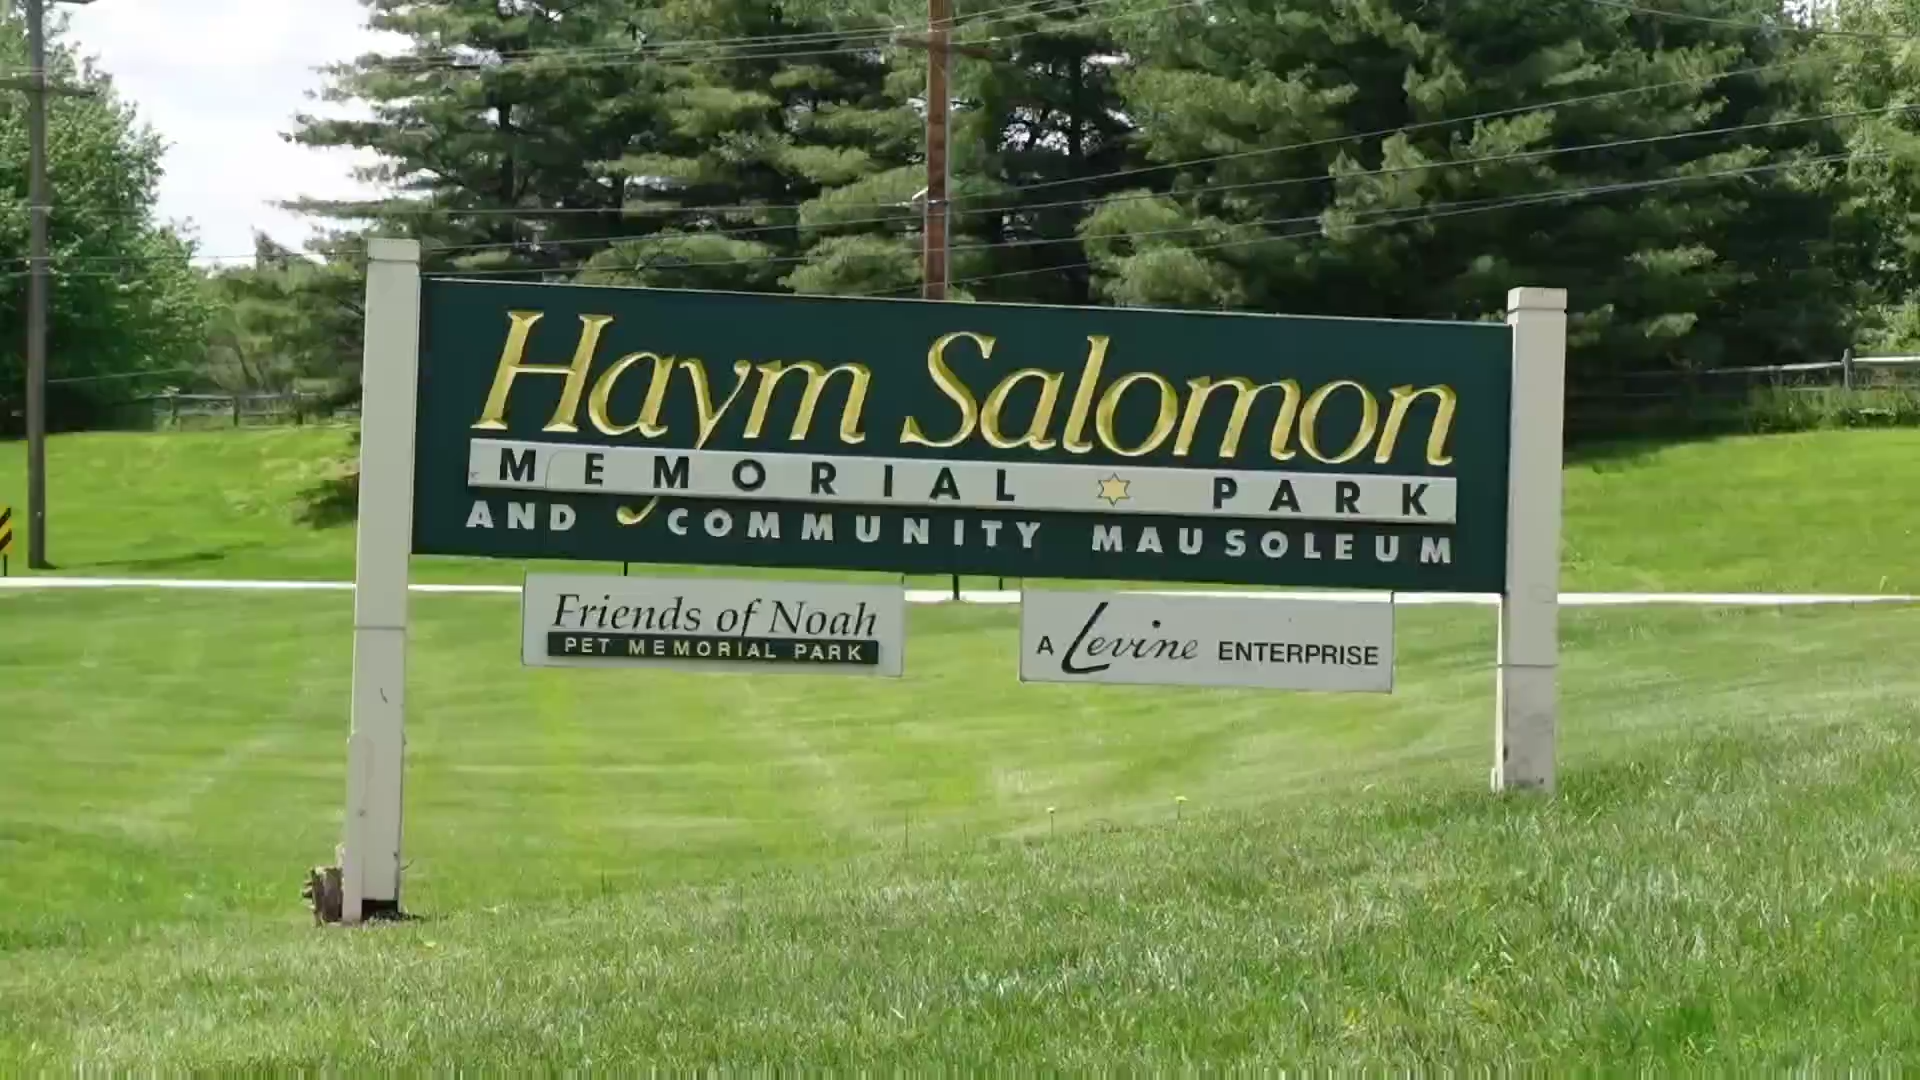 Haym Salomon
MEMORIAL PARK
AND COMMUNITY MAUSOLEUM
Friends of Noah
PET MEMORIAL PARK
A Levine ENTERPRISE